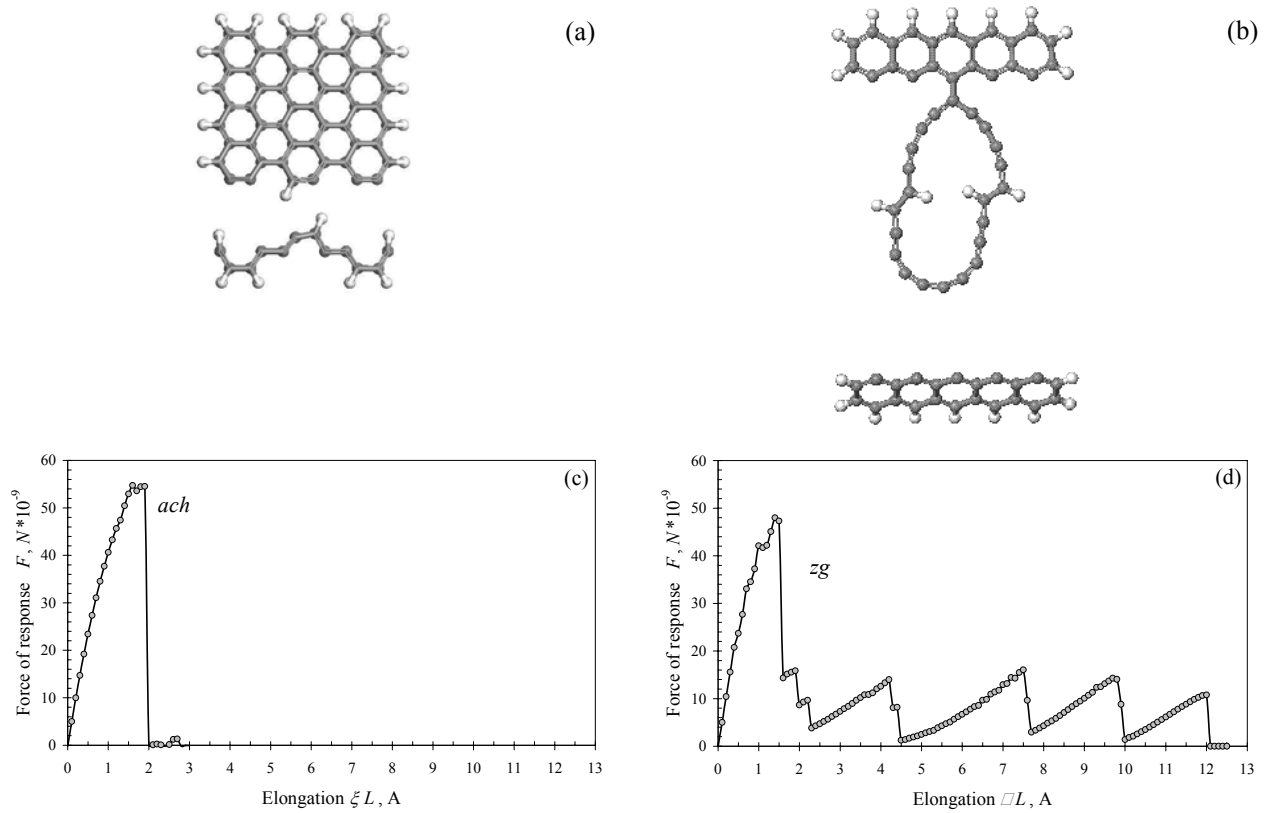 (a)
(b)
60
50
40
30
20
10
0
Force of response F, N*10-9
(c)
ach
0 1 2 3 4 5 6 7 8 9 10 11 12 13
Elongation ξ L, A
60
50
40
30
20
10
0
Force of response F, N*10-9
(d)
zg
0 1 2 3 4 5 6 7 8 9 10 11 12 13
Elongation □L, A